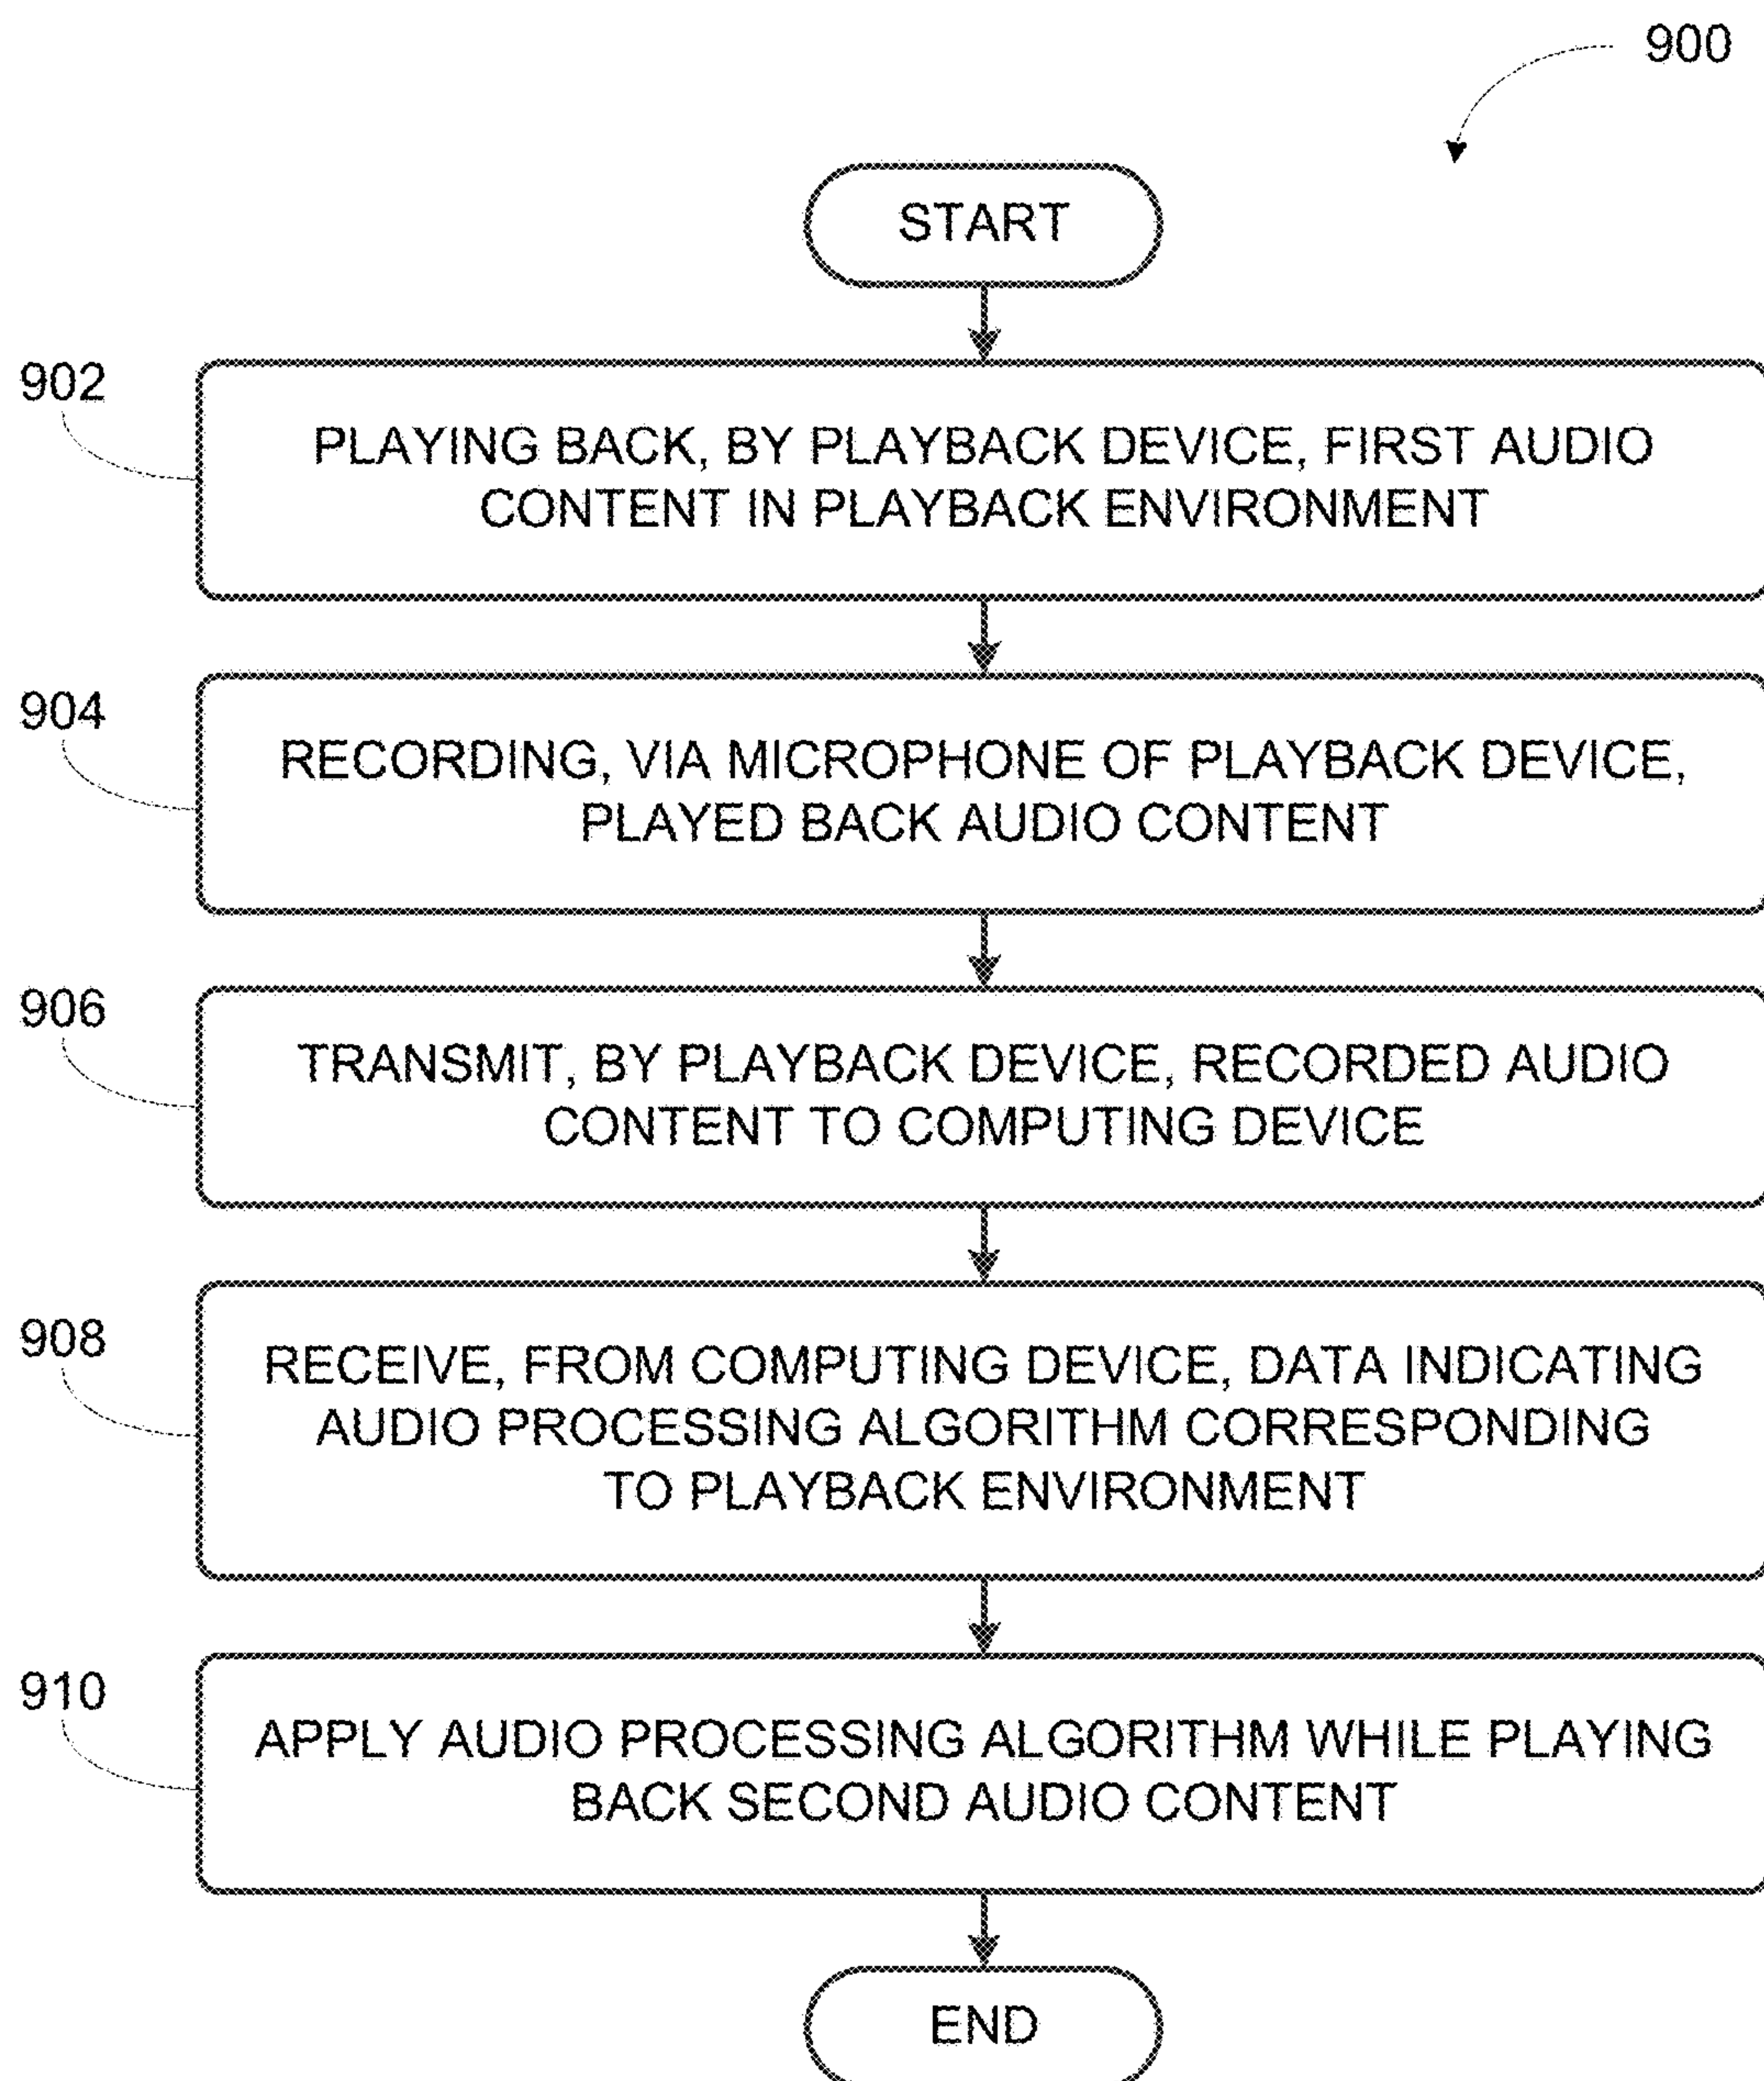 900
START
902
PLAYING BACK, BY PLAYBACK DEVICE, FIRST AUDIO
CONTENT IN PLAYBACK ENVIRONMENT
904
RECORDING, VIA MICROPHONE OF PLAYBACK DEVICE,
PLAYED BACK AUDIO CONTENT
906
TRANSMIT, BY PLAYBACK DEVICE, RECORDED AUDIO
CONTENT TO COMPUTING DEVICE
908
RECEIVE, FROM COMPUTING DEVICE, DATA INDICATING
AUDIO PROCESSING ALGORITHM CORRESPONDING
TO PLAYBACK ENVIRONMENT
910
APPLY AUDIO PROCESSING ALGORITHM WHILE PLAYING
BACK SECOND AUDIO CONTENT
END